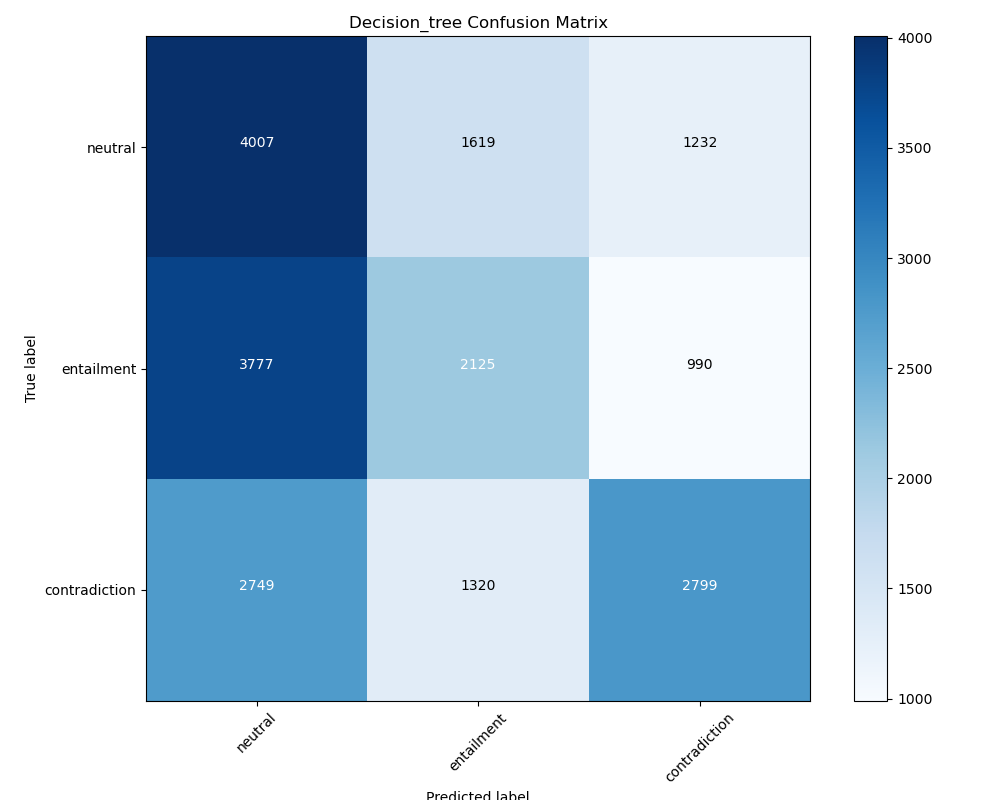 Decision_tree Confusion Matrix
True label
neutral
entailment
contradiction
4007 1619 1232
3777 2125 990
2749 1320 2799
neutral
entailment
contradiction
Predicted label
4000
3500
3000
2500
2000
1500
1000